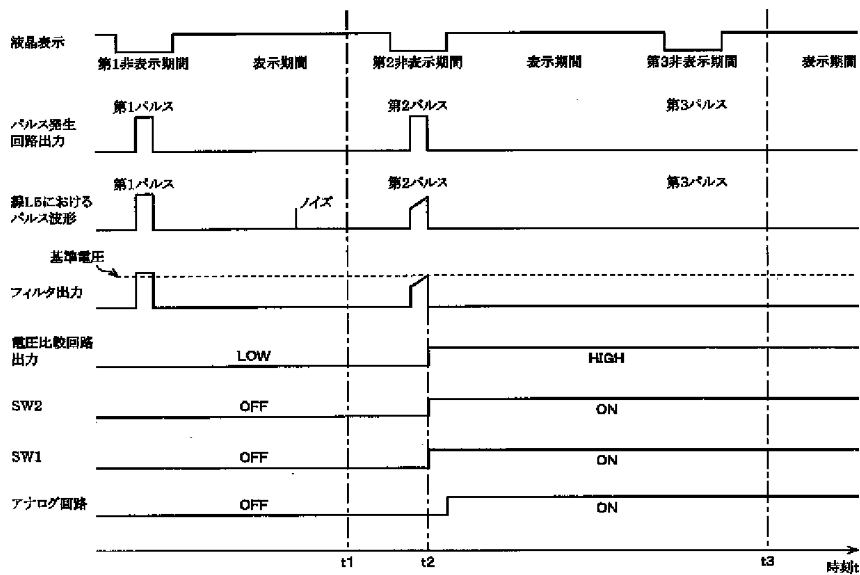 液晶表示
第1非表示期間
表示期間
第2非表示期間
表示期間
第3非表示期間
表示期間
パルス発生
回路出力
第1パルス
第2パルス
第3パルス
線L5における
パルス波形
第1パルス
ノイズ
第2パルス
第3パルス
基準電圧
フィルタ出力
電圧比較回路
出力
LOW
HIGH
SW2
OFF
ON
SW1
OFF
ON
アナログ回路
OFF
ON
t1
t2
t3
時刻t